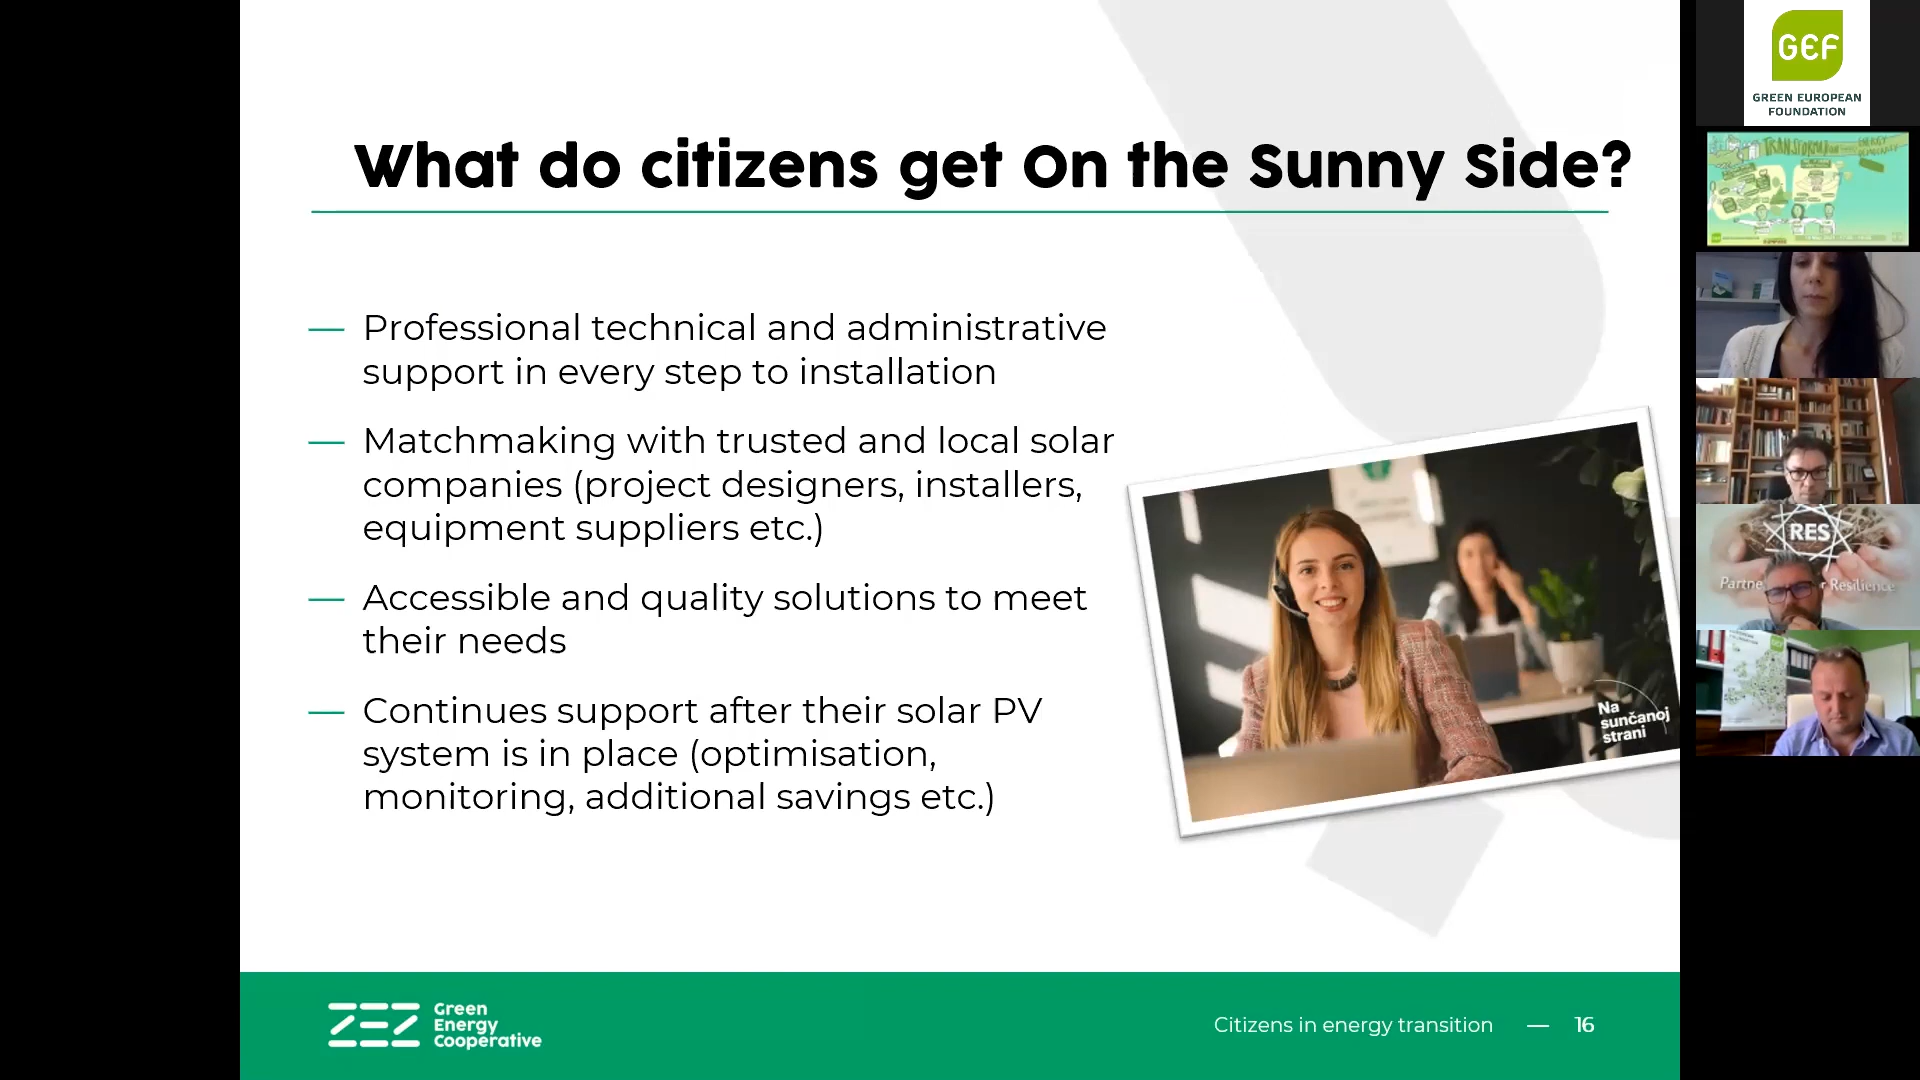 What do citizens get On the Sunny Side?
— Professional technical and administrative
support in every step to installation
— Matchmaking with trusted and local solar
companies (project designers, installers,
equipment suppliers etc.)
— Accessible and quality solutions to meet
their needs
— Continues support after their solar PV
system is in place (optimisation,
monitoring, additional savings etc.)
Na
sunčanoj
strani
ZEZ Green
Energy
Cooperative
Citizens in energy transition — 16
GEF
GREEN EUROPEAN
FOUNDATION
RES
Resilience
GEF